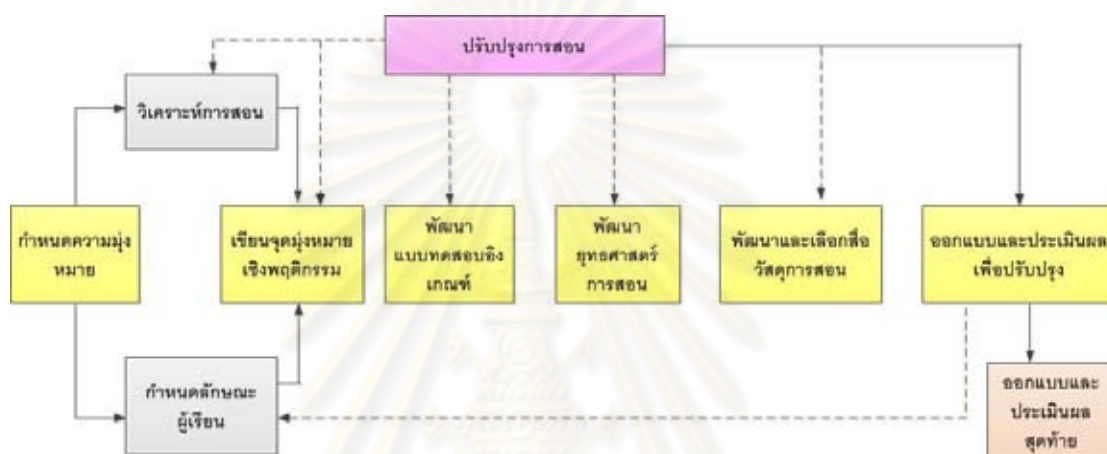 ปรับปรุงการสอน
วิเคราะห์การสอน
กำหนดความมุ่ง
หมาย
เขียนจุดมุ่งหมาย
เชิงพฤติกรรม
พัฒนา
แบบทดสอบอิง
เกณฑ์
พัฒนา
ยุทธศาสตร์
การสอน
พัฒนาและเลือกสื่อ
วัสดุการสอน
ออกแบบและประเมินผล
เพื่อปรับปรุง
กำหนดลักษณะ
ผู้เรียน
ออกแบบและ
ประเมินผล
สุดท้าย